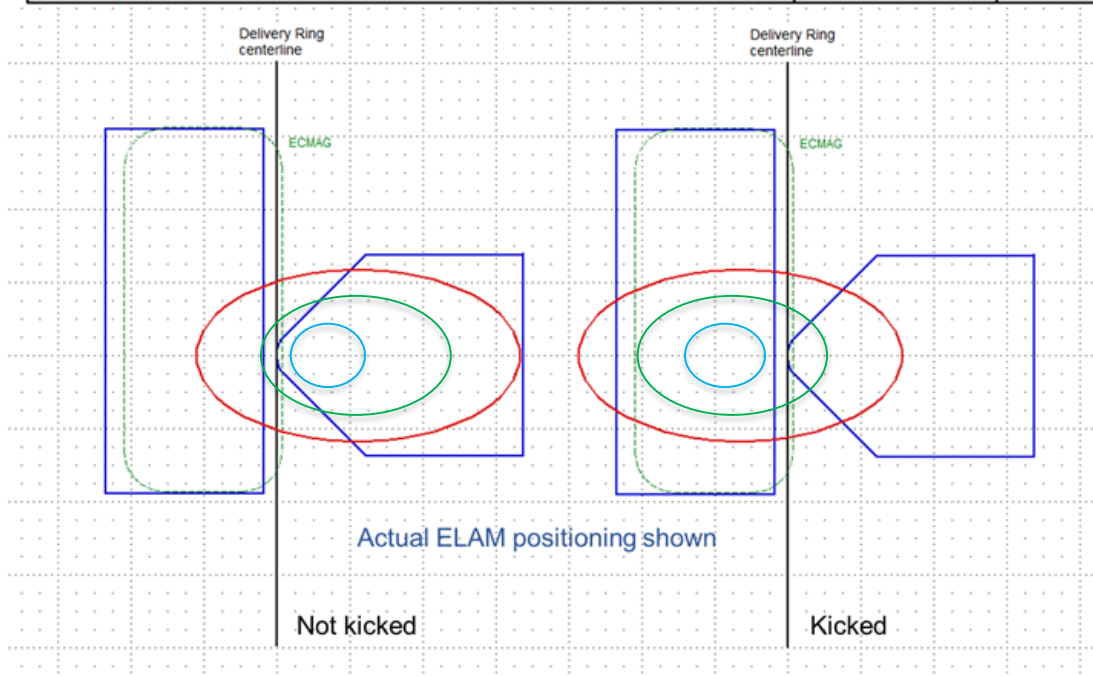 Delivery Ring
centerline
Delivery Ring
centerline
ECMAG
ECMAG
Actual ELAM positioning shown
Not kicked
Kicked